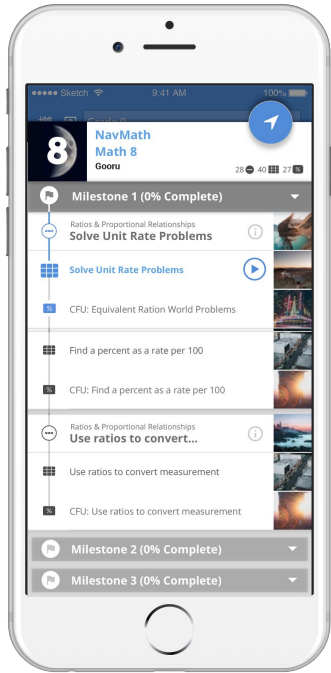 Sketch 9:41 AM 100%
8
NavMath
Math 8
Gooru
28 40 27
Milestone 1 (0% Complete)
Ratios & Proportional Relationships
Solve Unit Rate Problems
Solve Unit Rate Problems
%
CFU: Equivalent Ration World Problems
Find a percent as a rate per 100
%
CFU: Find a percent as a rate per 100
Ratios & Proportional Relationships
Use ratios to convert...
Use ratios to convert measurement
%
CFU: Use ratios to convert measurement
Milestone 2 (0% Complete)
Milestone 3 (0% Complete)